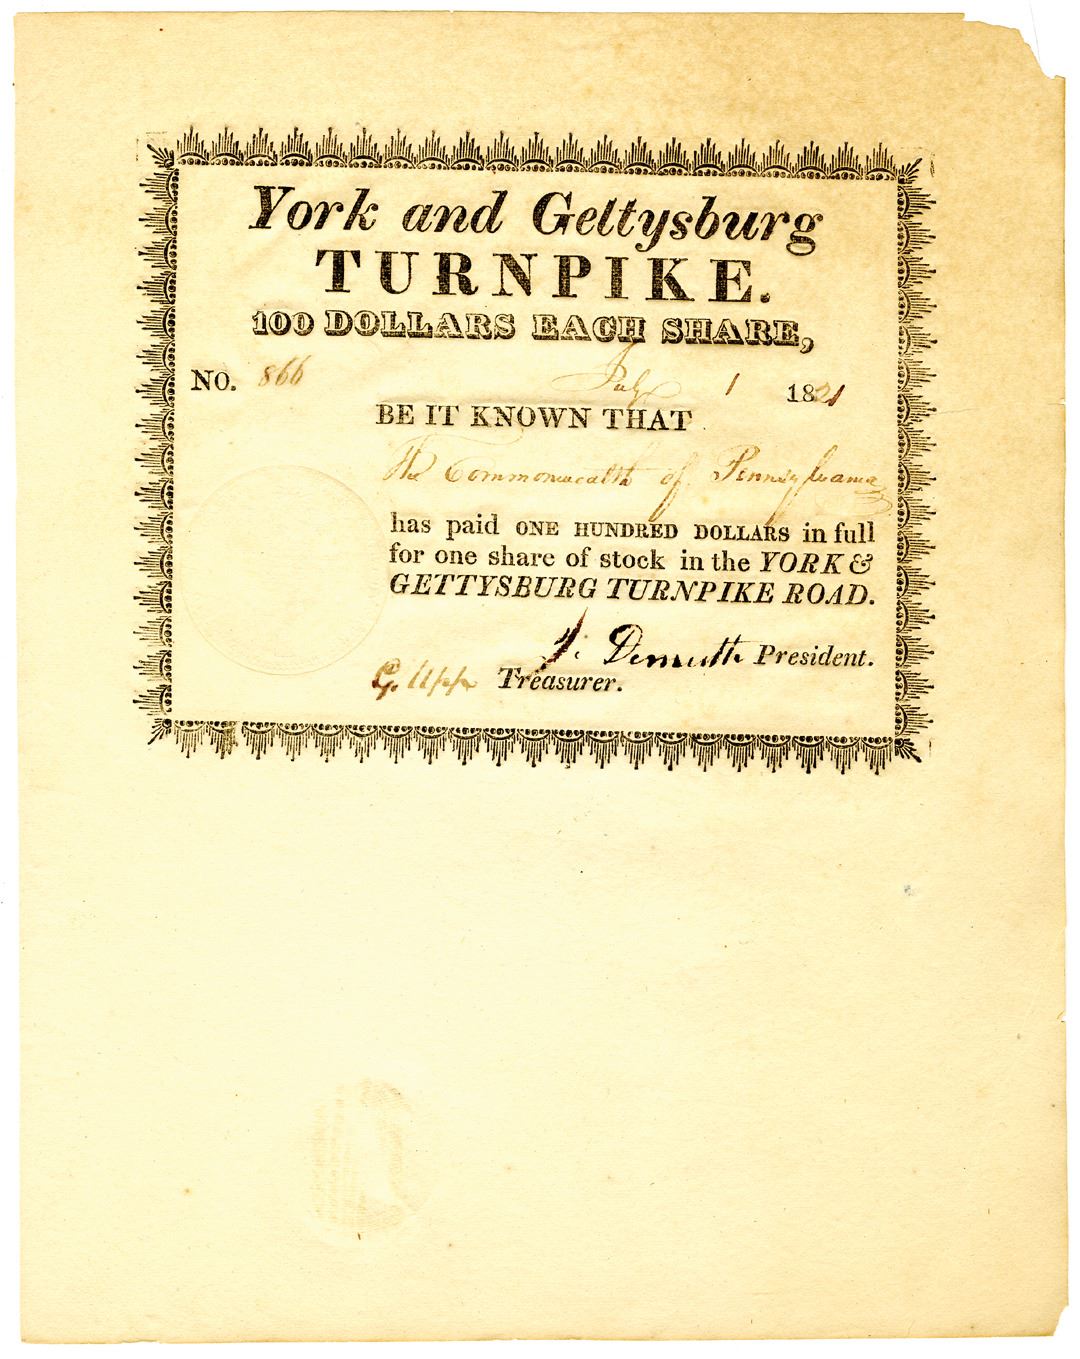 York and Gettysburg
TURNPIKE.
100 DOLLARS EACH SHARE,
NO. 866 July 1 1821
BE IT KNOWN THAT
The Commonwealth of Pennsylvania
has paid ONE HUNDRED DOLLARS in full
for one share of stock in the YORK &
GETTYSBURG TURNPIKE ROAD.
J. Demuth President.
G. Upp Treasurer.